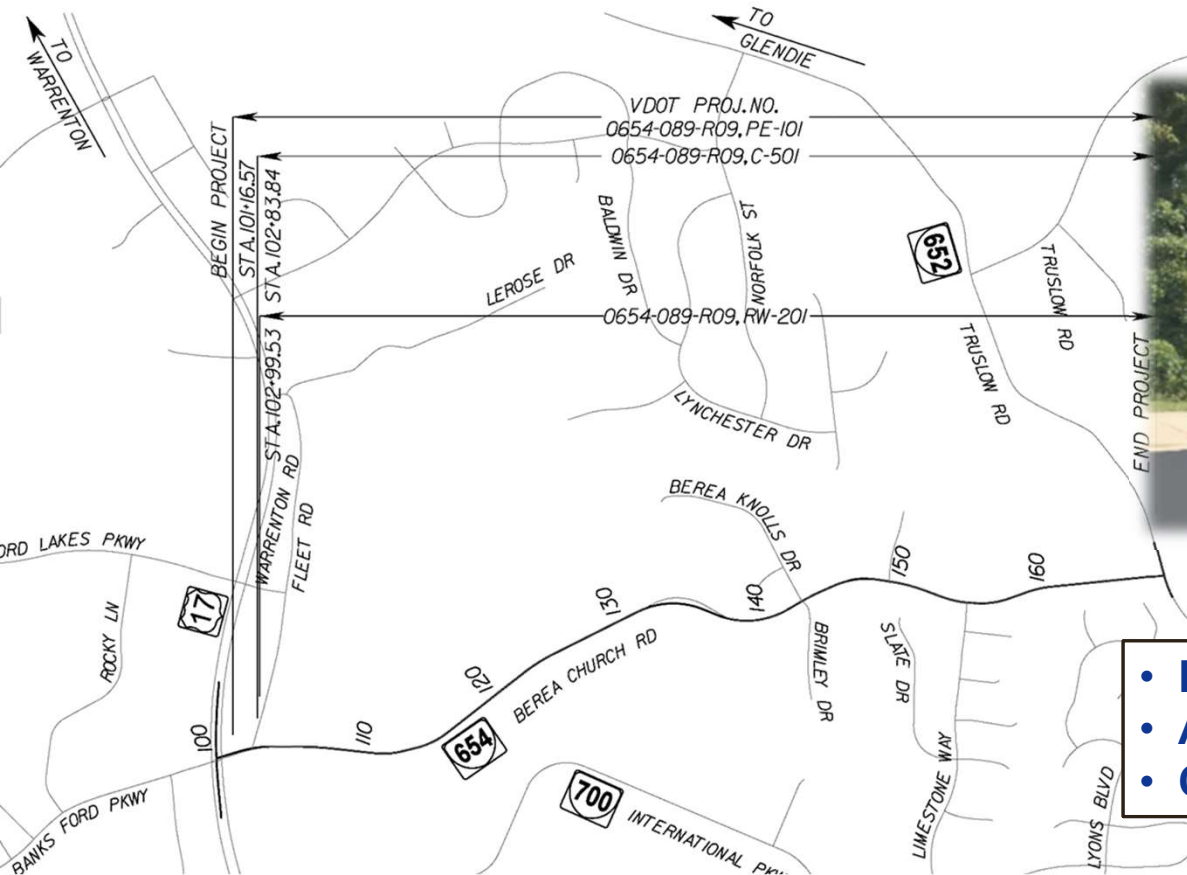 TO
WARRENTON
TO
GLENDIE
VDOT PROJ.NO.
0654-089-R09,PE-101
0654-089-R09,C-501
0654-089-R09,RW-201
BEGIN PROJECT
STA.101+16.57
STA.102+83.84
STA.102+99.53
LEROSE DR
BALDWIN DR
NORFOLK ST
652
TRUSLOW RD
TRUSLOW RD
END PROJECT
LYNCHESTER DR
WARRENTON RD
FLEET RD
ORD LAKES PKWY
ROCKY LN
17
BEREA KNOLLS DR
100
110
120
130
140
150
160
BEREA CHURCH RD
654
BRIMLEY DR
SLATE DR
LIMESTONE WAY
LYONS BLVD
BANKS FORD PKWY
700
INTERNATIONAL